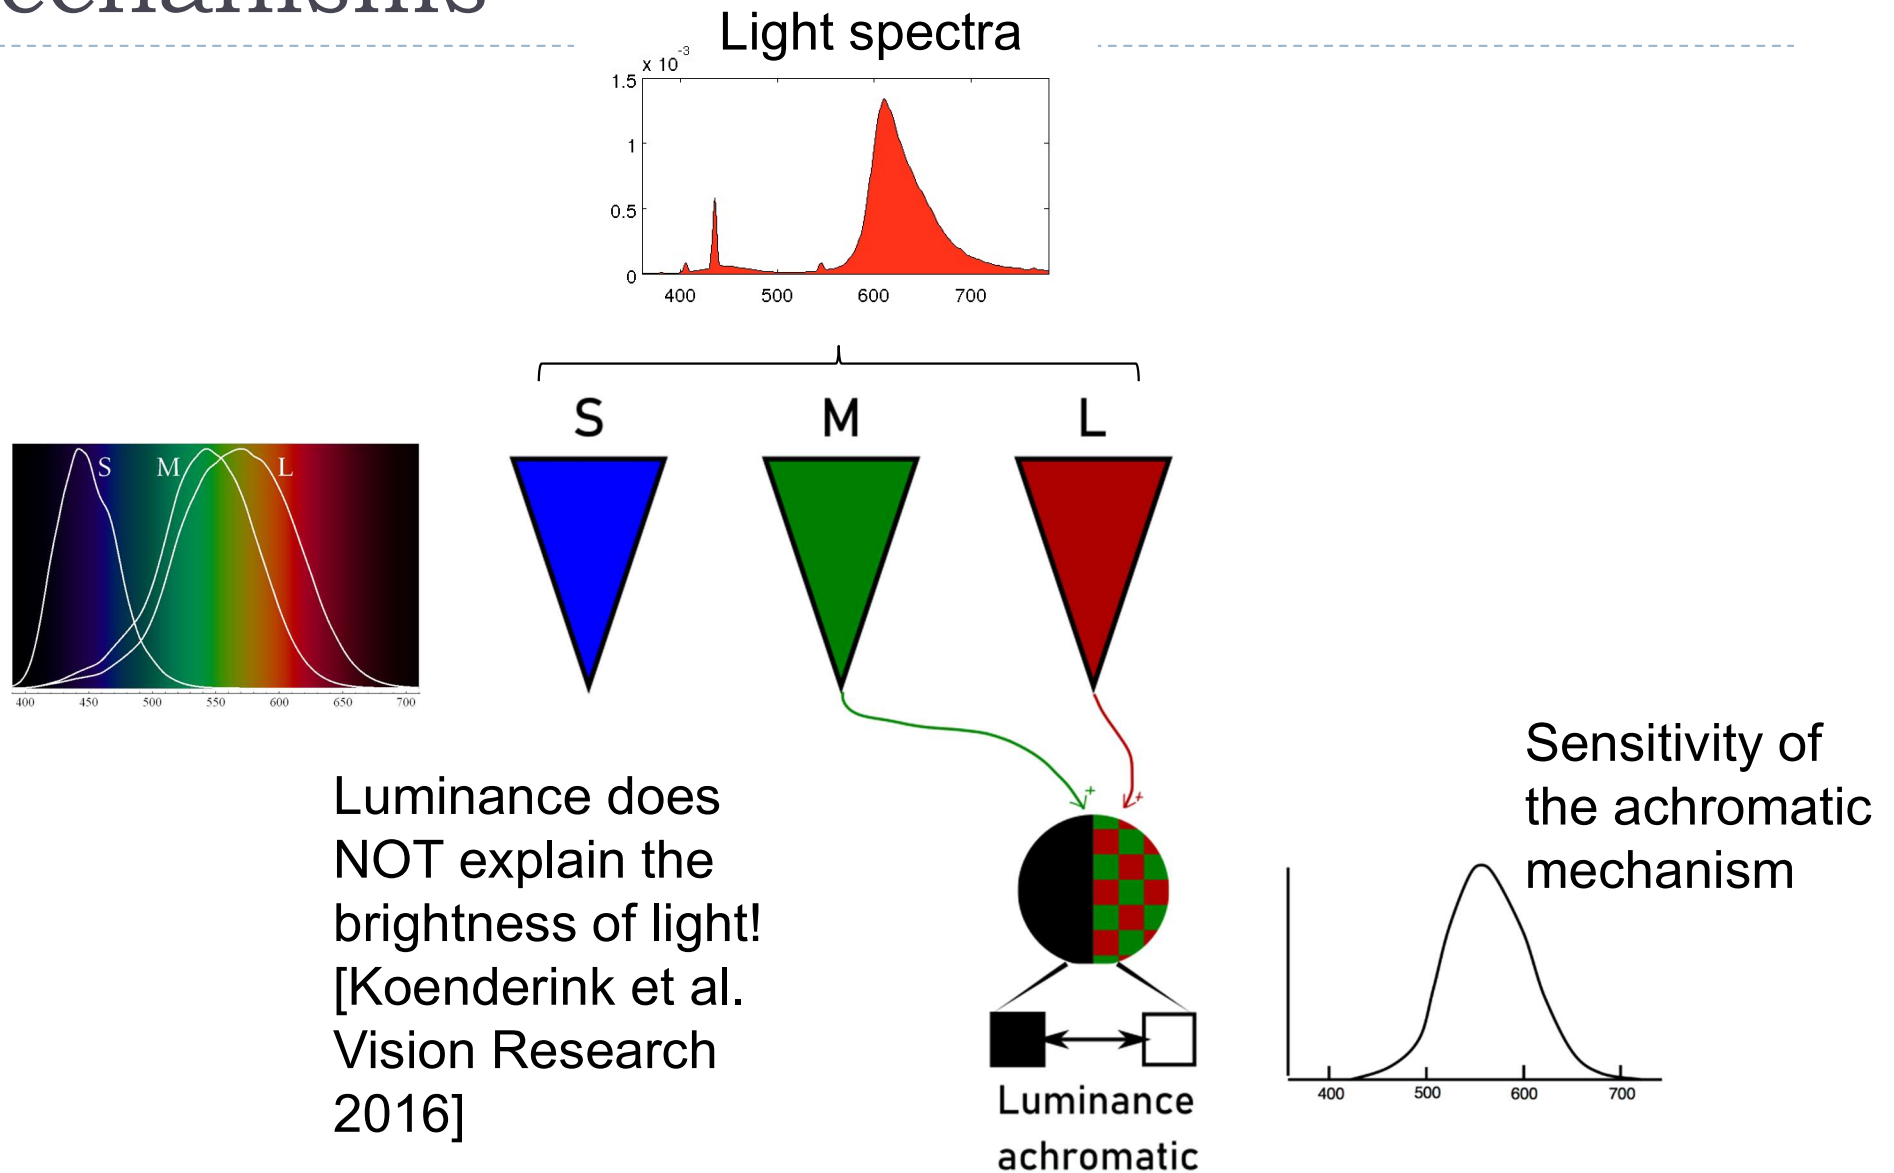 echanisms
Light spectra
x 10-3
1.5
1
0.5
0
400 500 600 700
S M L
S M L
400 450 500 550 600 650 700
+ +
Luminance does
NOT explain the
brightness of light!
[Koenderink et al.
Vision Research
2016]
Sensitivity of
the achromatic
mechanism
400 500 600 700
Luminance
achromatic